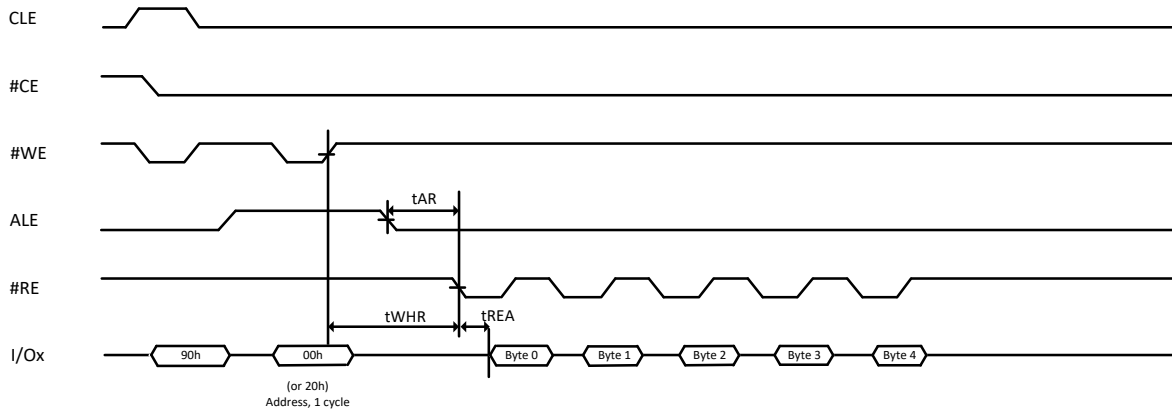 CLE
#CE
#WE
ALE
tAR
#RE
tWHR
tREA
I/Ox
90h
00h
Byte 0
Byte 1
Byte 2
Byte 3
Byte 4
(or 20h)
Address, 1 cycle